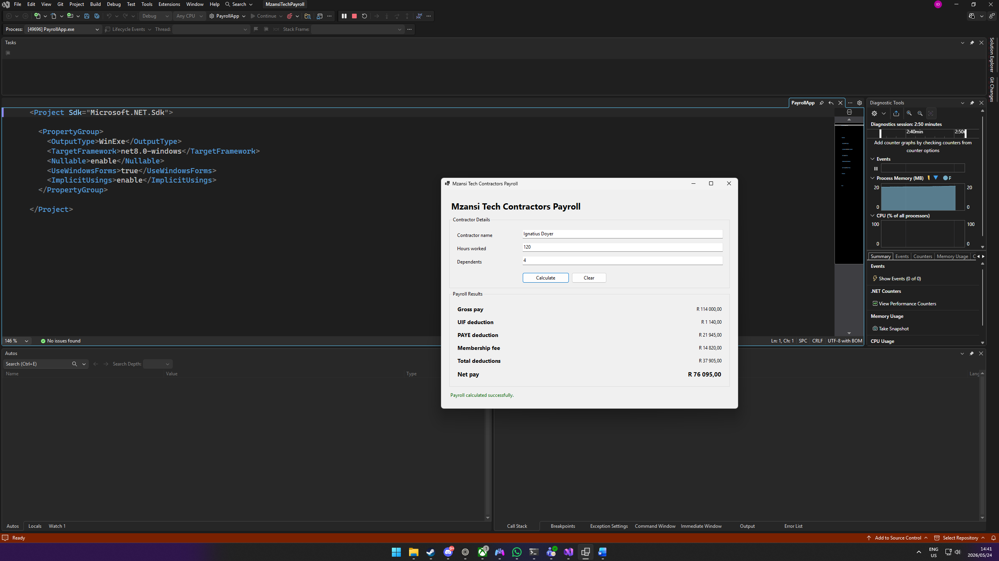 File Edit View Git Project Build Debug Test Tools Extensions Window Help Search MzansiTechPayroll ID
Debug Any CPU PayrollApp Continue
Process: [49696] PayrollApp.exe Lifecycle Events Thread: Stack Frame:
Tasks
Solution Explorer
Git Changes
PayrollApp
<Project Sdk="Microsoft.NET.Sdk">
<PropertyGroup>
<OutputType>WinExe</OutputType>
<TargetFramework>net8.0-windows</TargetFramework>
<Nullable>enable</Nullable>
<UseWindowsForms>true</UseWindowsForms>
<ImplicitUsings>enable</ImplicitUsings>
</PropertyGroup>
</Project>
146 % No issues found
Ln: 1, Ch: 1 SPC CRLF UTF-8 with BOM
Diagnostic Tools
Diagnostics session: 2:50 minutes
2:40min 2:50
Add counter graphs by checking counters from
counter options
Events
Process Memory (MB) P
20 20
0 0
CPU (% of all processors)
100 100
0 0
Summary Events Counters Memory Usage C
Events
Show Events (0 of 0)
.NET Counters
View Performance Counters
Memory Usage
Take Snapshot
CPU Usage
Mzansi Tech Contractors Payroll
Mzansi Tech Contractors Payroll
Contractor Details
Contractor name Ignatius Doyer
Hours worked 120
Dependents 4
Calculate Clear
Payroll Results
Gross pay R 114 000,00
UIF deduction R 1 140,00
PAYE deduction R 21 945,00
Membership fee R 14 820,00
Total deductions R 37 905,00
Net pay R 76 095,00
Payroll calculated successfully.
Autos
Search (Ctrl+E) Search Depth:
Name Value Type
Lang
Autos Locals Watch 1
Call Stack Breakpoints Exception Settings Command Window Immediate Window Output Error List
Ready
Add to Source Control Select Repository
9+ 1
ENG
US
14:41
2026/05/24